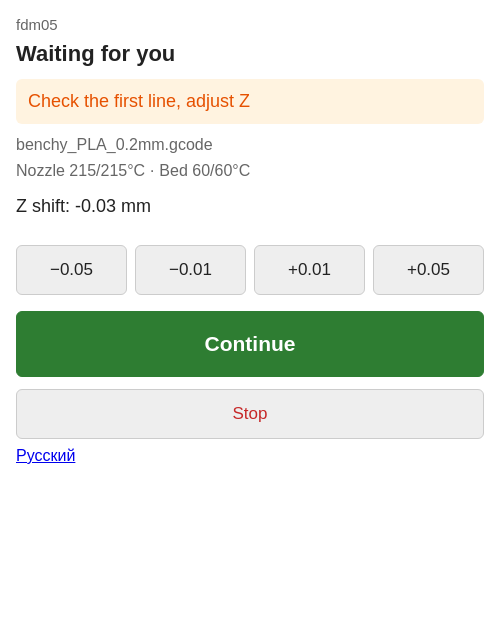 fdm05
Waiting for you
Check the first line, adjust Z
benchy_PLA_0.2mm.gcode
Nozzle 215/215°C · Bed 60/60°C
Z shift: -0.03 mm
−0.05 −0.01 +0.01 +0.05
Continue
Stop
Русский